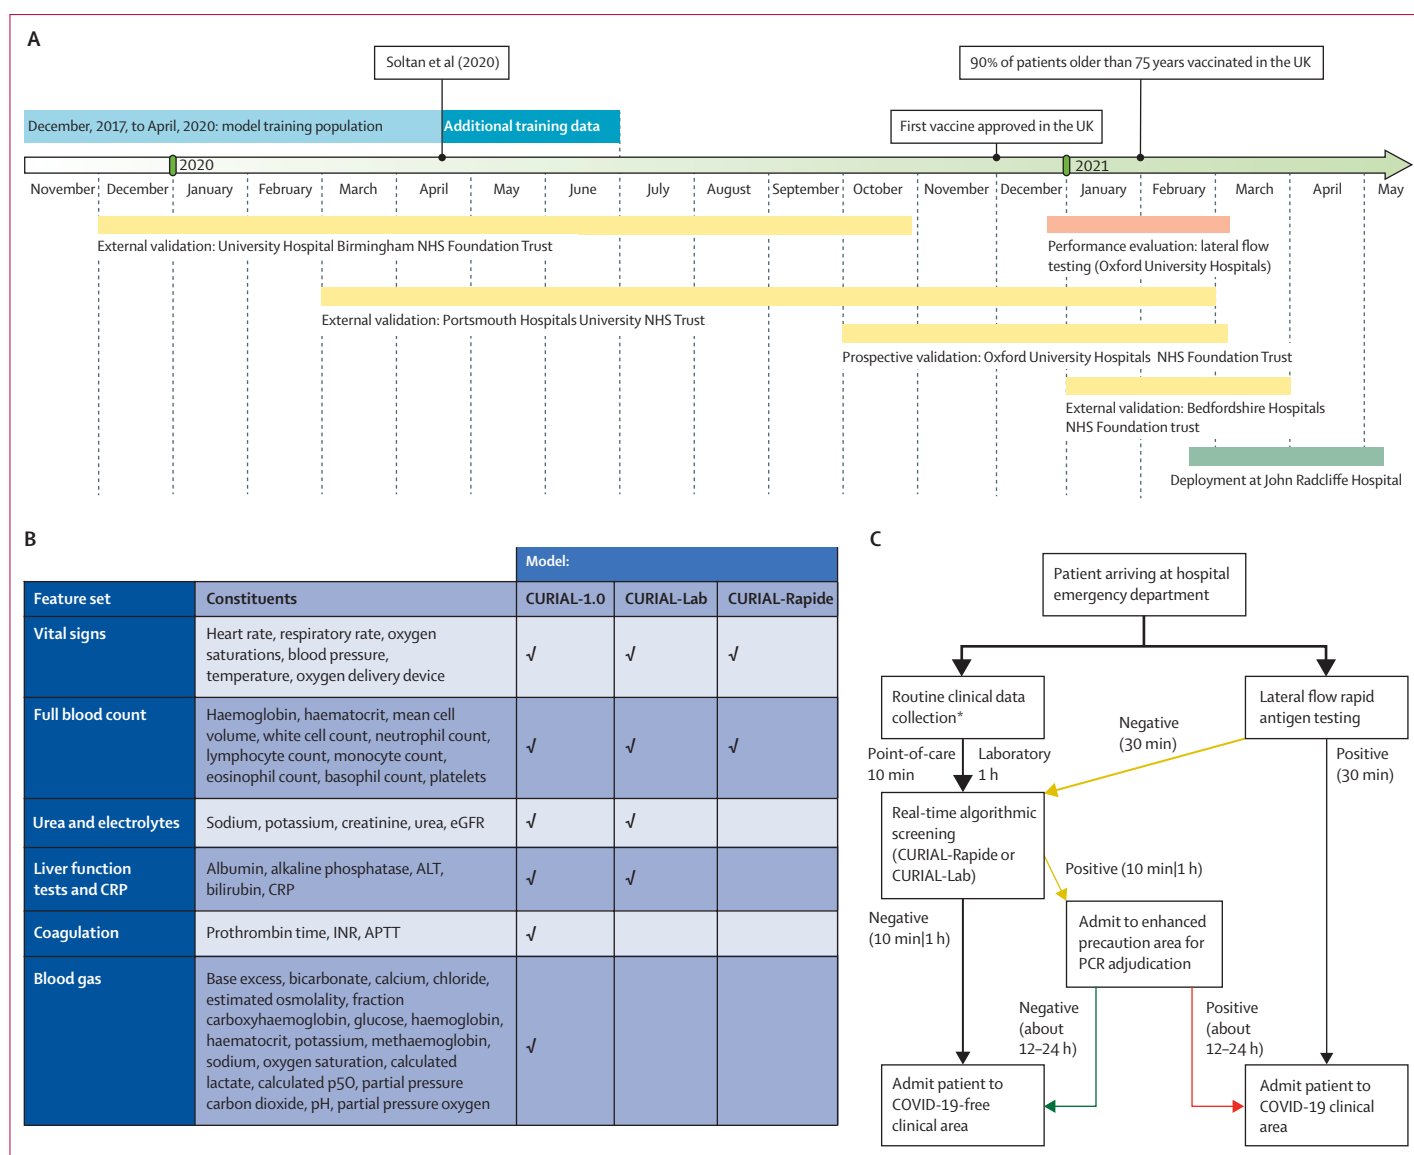 A
Soltan et al (2020)
90% of patients older than 75 years vaccinated in the UK
December, 2017, to April, 2020: model training population
Additional training data
First vaccine approved in the UK
2020
2021
November
December
January
February
March
April
May
June
July
August
September
October
November
December
January
February
March
April
May
External validation: University Hospital Birmingham NHS Foundation Trust
Performance evaluation: lateral flow
testing (Oxford University Hospitals)
External validation: Portsmouth Hospitals University NHS Trust
Prospective validation: Oxford University Hospitals NHS Foundation Trust
External validation: Bedfordshire Hospitals
NHS Foundation trust
Deployment at John Radcliffe Hospital
B
Model:
Feature set
Constituents
CURIAL-1.0
CURIAL-Lab
CURIAL-Rapide
Vital signs
Heart rate, respiratory rate, oxygen
saturations, blood pressure,
temperature, oxygen delivery device
√
√
√
Full blood count
Haemoglobin, haematocrit, mean cell
volume, white cell count, neutrophil count,
lymphocyte count, monocyte count,
eosinophil count, basophil count, platelets
√
√
√
Urea and electrolytes
Sodium, potassium, creatinine, urea, eGFR
√
√
Liver function
tests and CRP
Albumin, alkaline phosphatase, ALT,
bilirubin, CRP
√
√
Coagulation
Prothrombin time, INR, APTT
√
Blood gas
Base excess, bicarbonate, calcium, chloride,
estimated osmolality, fraction
carboxyhaemoglobin, glucose, haemoglobin,
haematocrit, potassium, methaemoglobin,
sodium, oxygen saturation, calculated
lactate, calculated p50, partial pressure
carbon dioxide, pH, partial pressure oxygen
√
C
Patient arriving at hospital
emergency department
Routine clinical data
collection*
Lateral flow rapid
antigen testing
Negative
(30 min)
Point-of-care
10 min
Laboratory
1 h
Positive
(30 min)
Real-time algorithmic
screening
(CURIAL-Rapide or
CURIAL-Lab)
Positive (10 min|1 h)
Negative
(10 min|1 h)
Admit to enhanced
precaution area for
PCR adjudication
Negative
(about
12–24 h)
Positive
(about
12–24 h)
Admit patient to
COVID-19-free
clinical area
Admit patient to
COVID-19 clinical
area